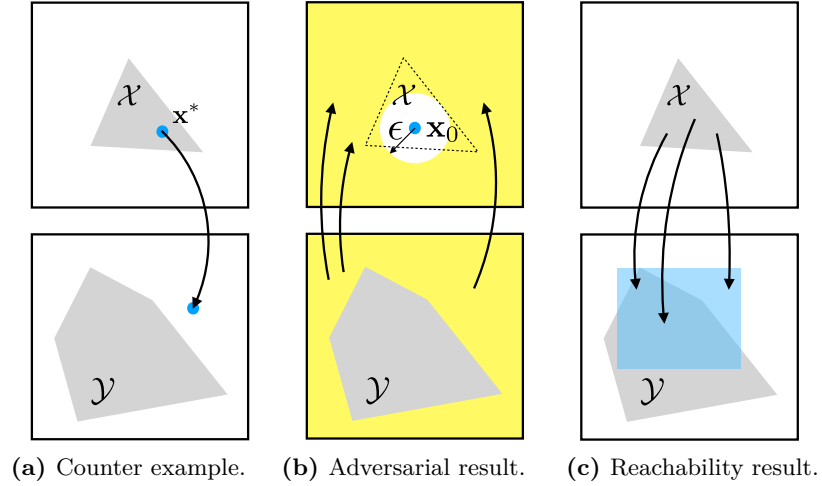 𝒳
x*
𝒴
(a) Counter example.
𝒳
ϵ
x₀
𝒴
(b) Adversarial result.
𝒳
𝒴
(c) Reachability result.